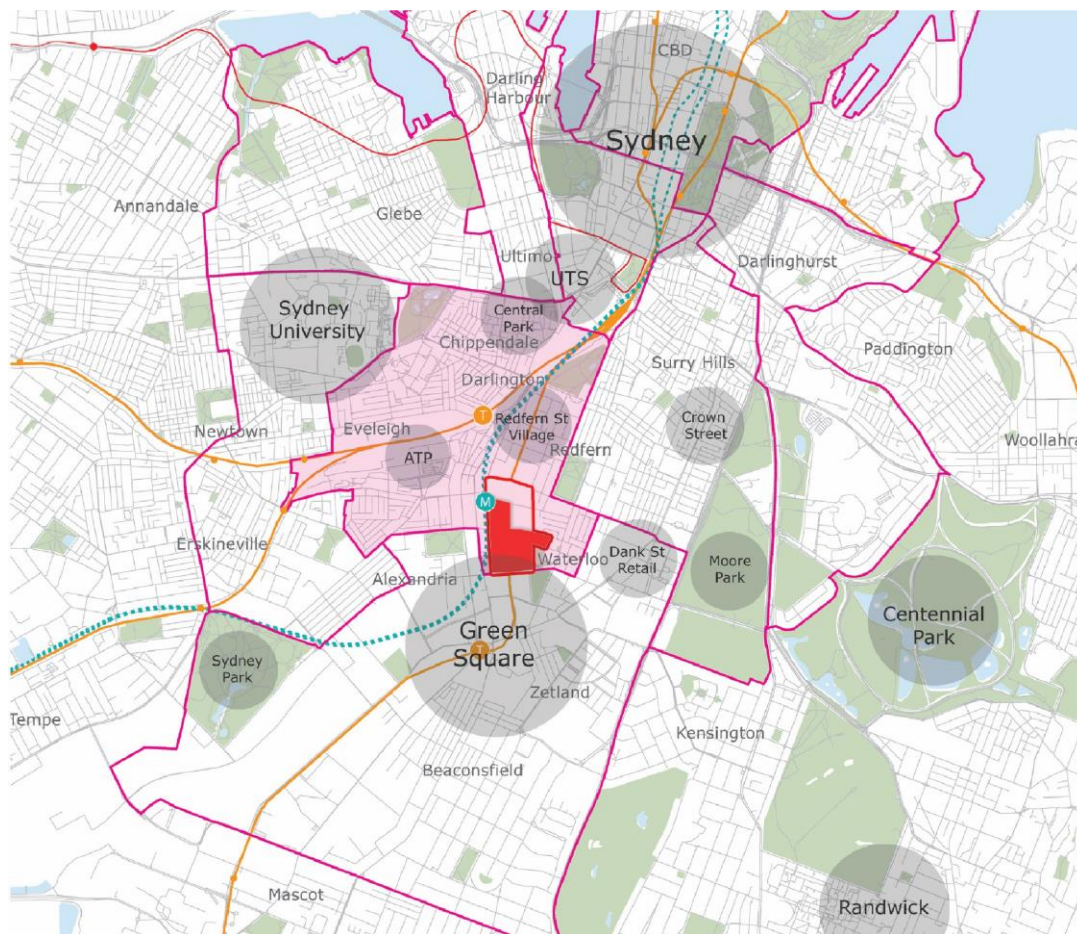 CBD
Darling
Harbour
Sydney
Annandale
Glebe
Ultimo
UTS
Darlinghurst
Sydney
University
Central
Park
Chippendale
Surry Hills
Paddington
Darlington
T
Redfern St
Village
Crown
Street
Newtown
Eveleigh
ATP
Redfern
Woollahra
M
Erskineville
Waterloo
Dank St
Retail
Moore
Park
Alexandria
Centennial
Park
Green
Square
T
Sydney
Park
Zetland
Tempe
Kensington
Beaconsfield
Mascot
Randwick